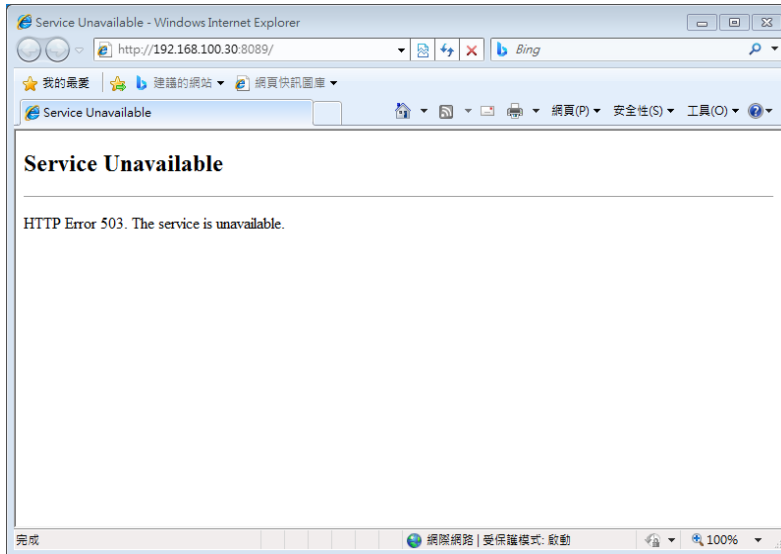 Service Unavailable - Windows Internet Explorer
http://192.168.100.30:8089/
Bing
我的最愛
建議的網站
網頁快訊圖庫
Service Unavailable
網頁(P)
安全性(S)
工具(O)
Service Unavailable
HTTP Error 503. The service is unavailable.
完成
網際網路 | 受保護模式: 啟動
100%